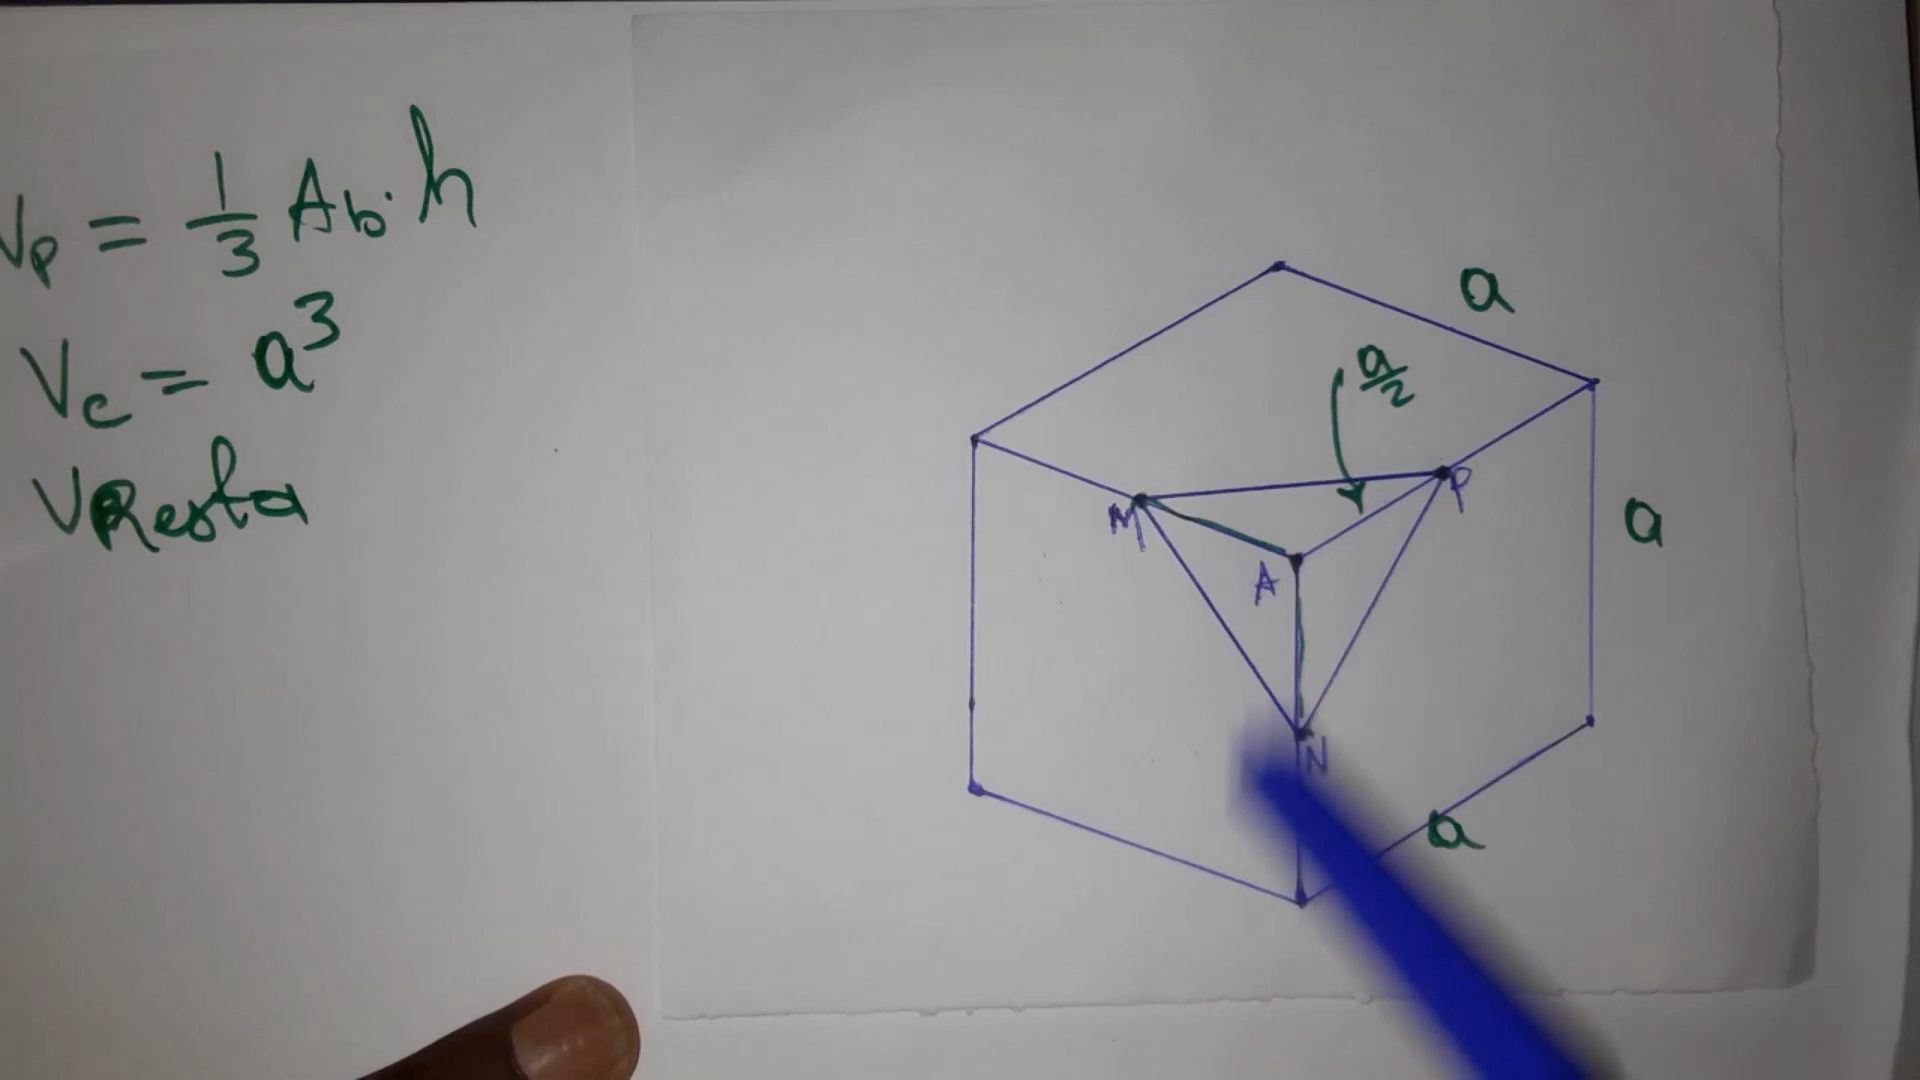 Vp = 1/3 Ab · h
Vc = a³
VResta
a
a/2
M
P
a
A
N
a